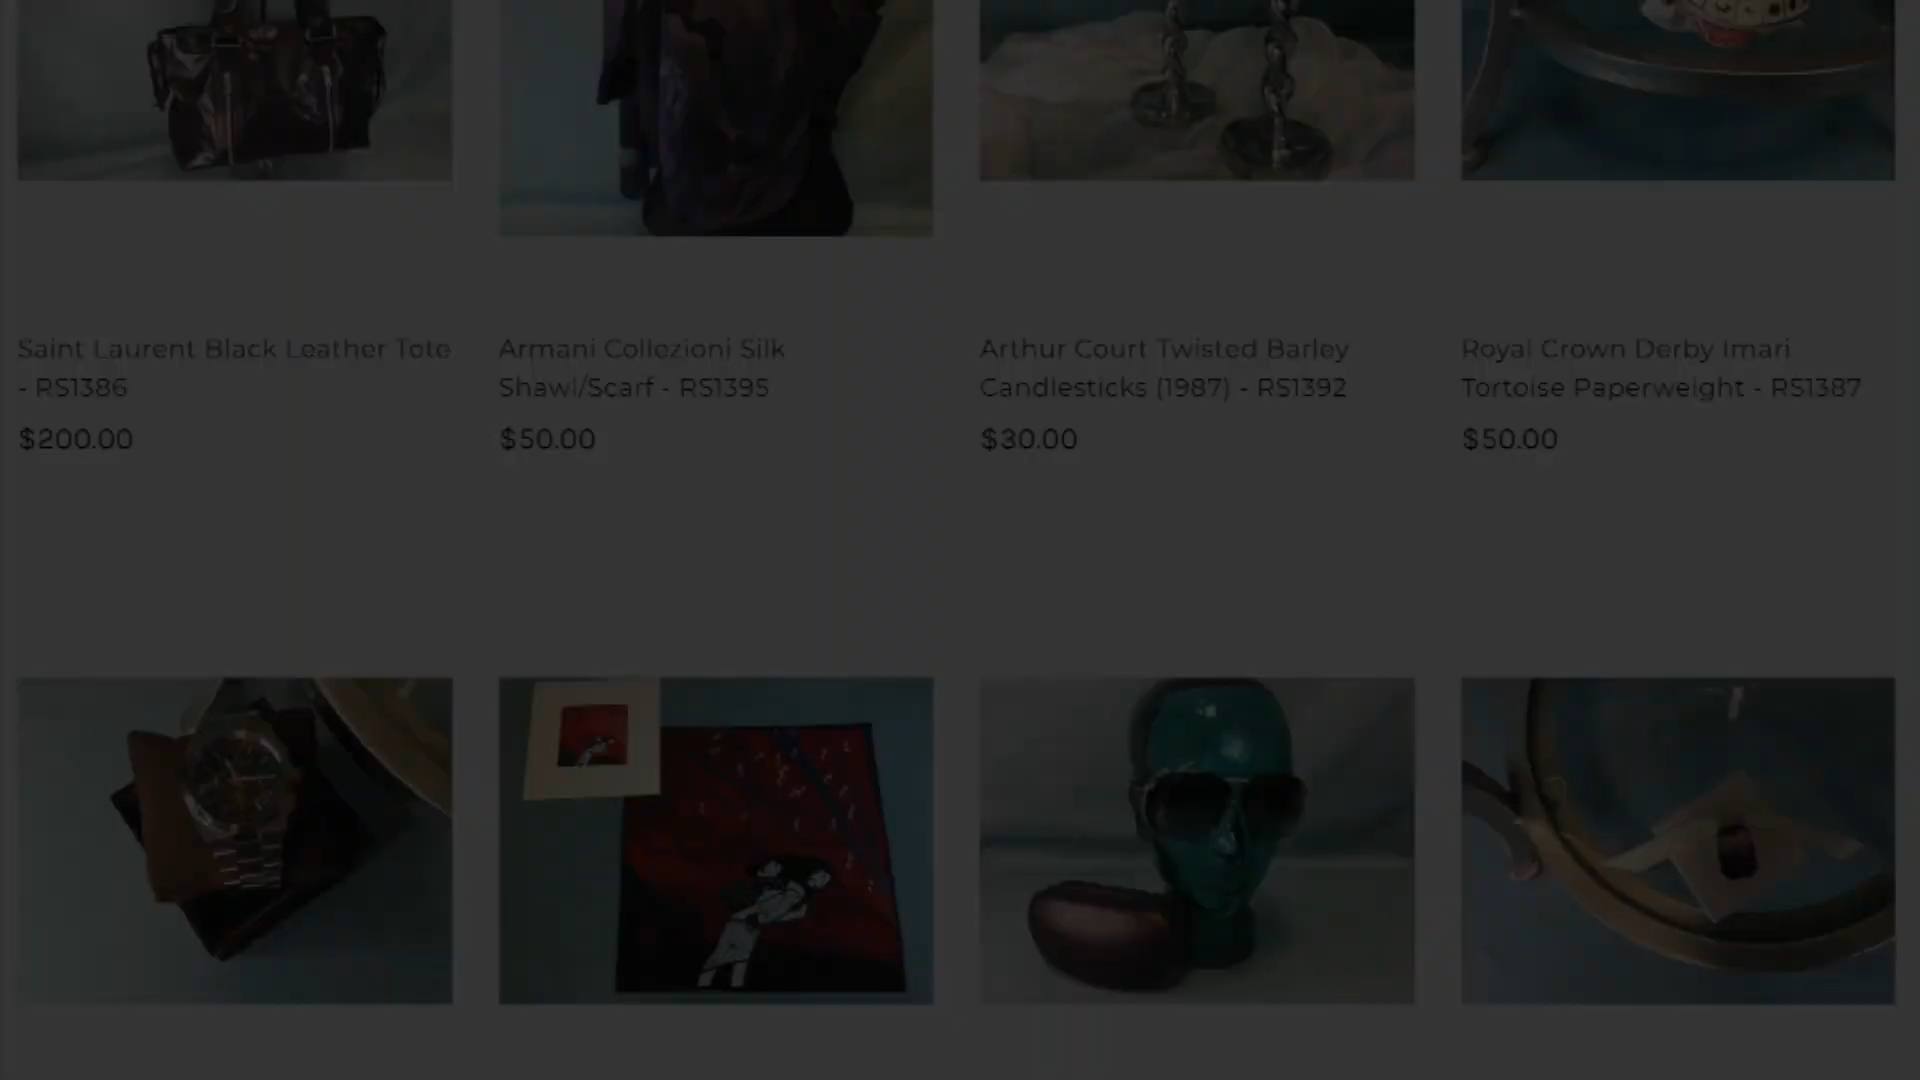 Saint Laurent Black Leather Tote
- RS1386
$200.00
Armani Collezioni Silk
Shawl/Scarf - RS1395
$50.00
Arthur Court Twisted Barley
Candlesticks (1987) - RS1392
$30.00
Royal Crown Derby Imari
Tortoise Paperweight - RS1387
$50.00